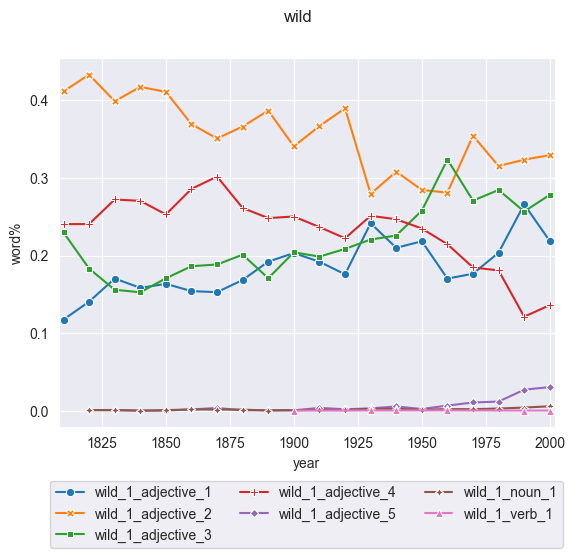 wild
0.4
0.3
0.2
0.1
0.0
word%
1825 1850 1875 1900 1925 1950 1975 2000
year
wild_1_adjective_1 wild_1_adjective_4 wild_1_noun_1
wild_1_adjective_2 wild_1_adjective_5 wild_1_verb_1
wild_1_adjective_3